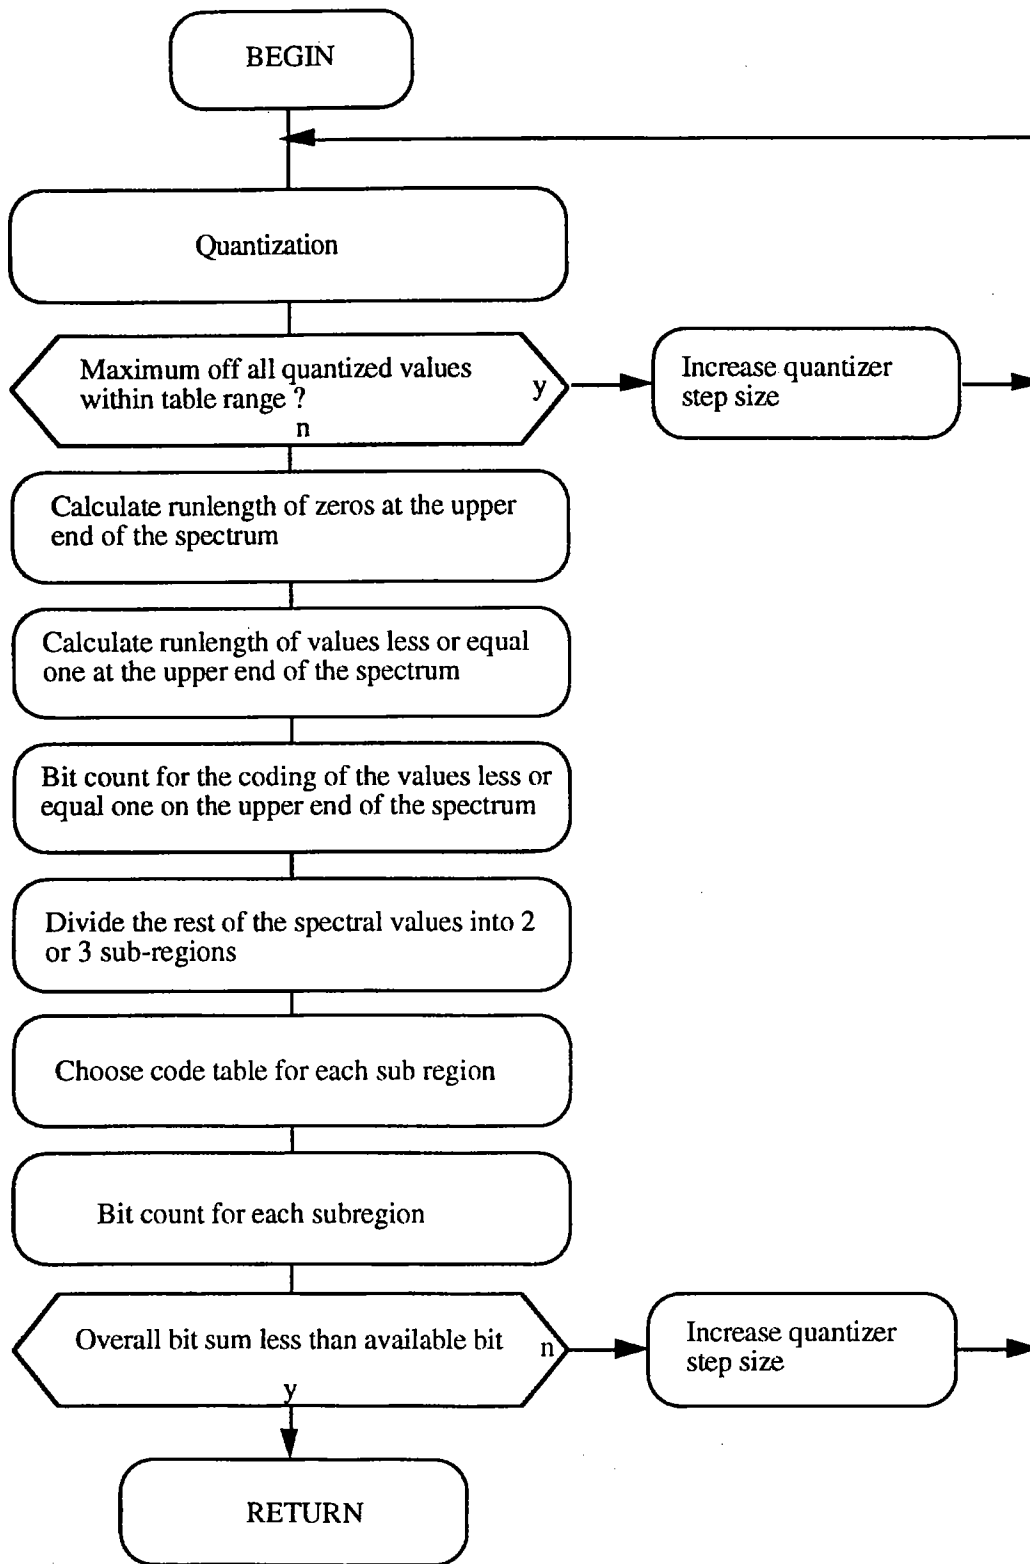 BEGIN
Quantization
Maximum off all quantized values
within table range ?
y
n
Increase quantizer
step size
Calculate runlength of zeros at the upper
end of the spectrum
Calculate runlength of values less or equal
one at the upper end of the spectrum
Bit count for the coding of the values less or
equal one on the upper end of the spectrum
Divide the rest of the spectral values into 2
or 3 sub-regions
Choose code table for each sub region
Bit count for each subregion
Overall bit sum less than available bit
n
y
Increase quantizer
step size
RETURN